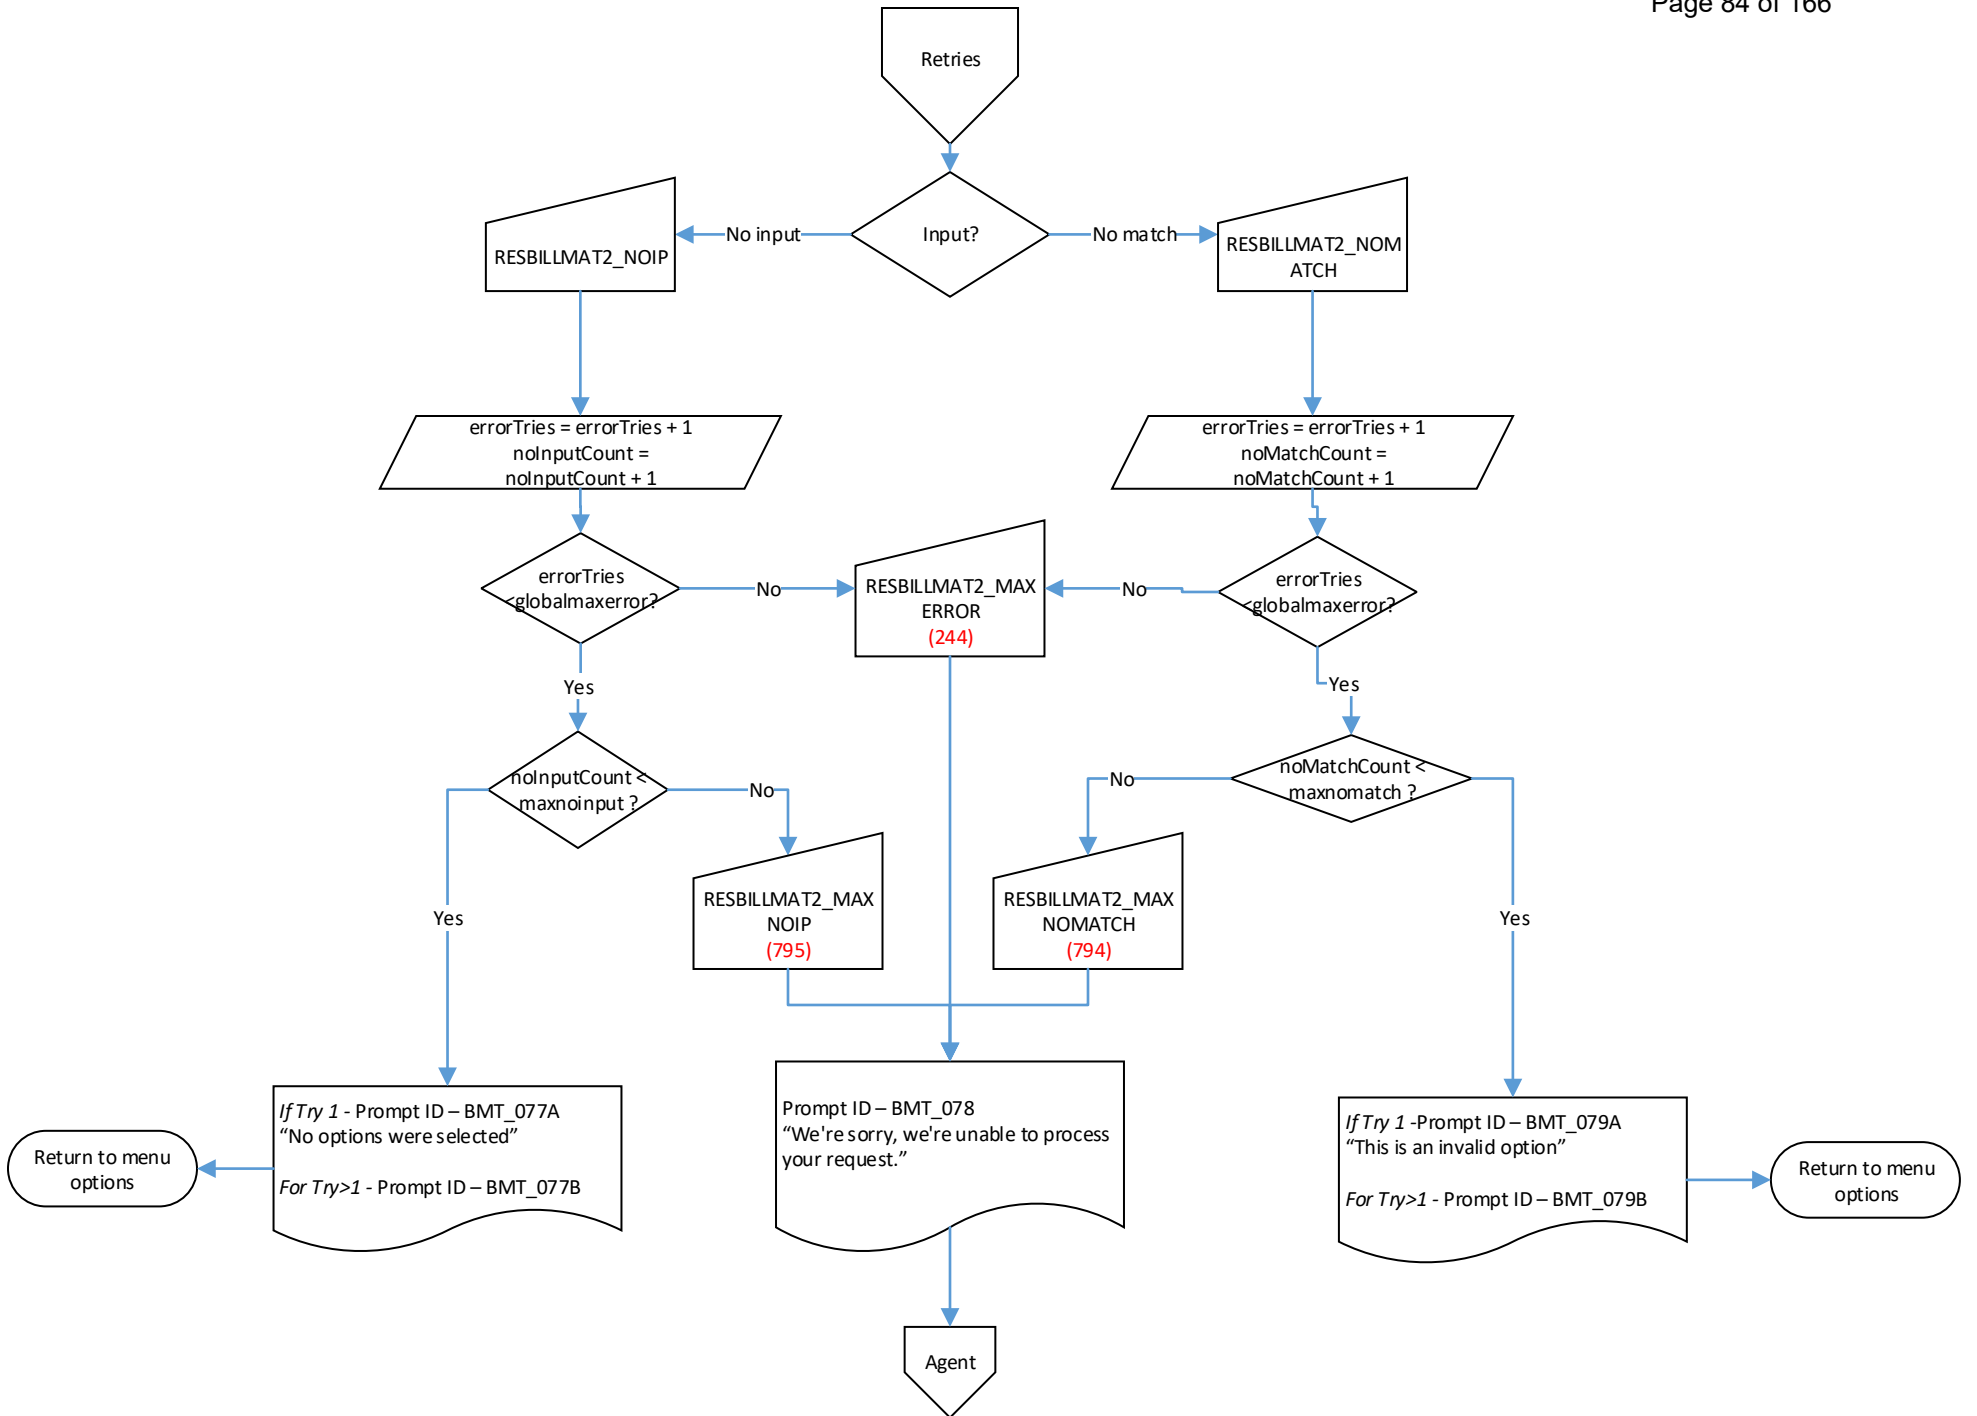 Page 84 of 166
Retries
Input?
No input
No match
RESBILLMAT2_NOIP
RESBILLMAT2_NOM
ATCH
errorTries = errorTries + 1
noInputCount =
noInputCount + 1
errorTries = errorTries + 1
noMatchCount =
noMatchCount + 1
errorTries
<globalmaxerror?
No
RESBILLMAT2_MAX
ERROR
(244)
No
errorTries
<globalmaxerror?
Yes
Yes
noInputCount <
maxnoinput ?
No
No
noMatchCount <
maxnomatch ?
RESBILLMAT2_MAX
NOIP
(795)
RESBILLMAT2_MAX
NOMATCH
(794)
Yes
Yes
Return to menu
options
If Try 1 - Prompt ID – BMT_077A
“No options were selected”
For Try>1 - Prompt ID – BMT_077B
Prompt ID – BMT_078
“We're sorry, we're unable to process
your request.”
If Try 1 -Prompt ID – BMT_079A
“This is an invalid option”
For Try>1 - Prompt ID – BMT_079B
Return to menu
options
Agent